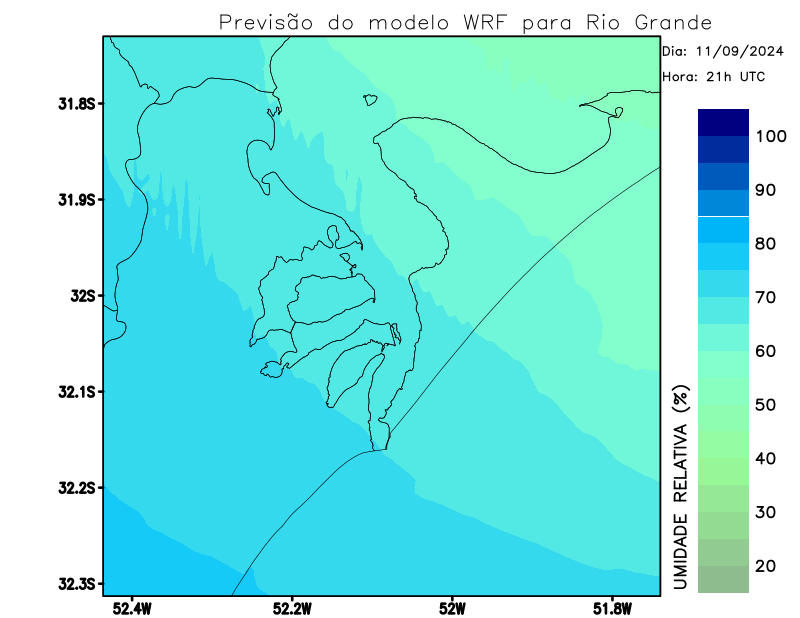 Previsão do modelo WRF para Rio Grande
Dia: 11/09/2024
Hora: 21h UTC
31.8S
31.9S
32S
32.1S
32.2S
32.3S
52.4W
52.2W
52W
51.8W
100
90
80
70
60
50
40
30
20
UMIDADE RELATIVA (%)